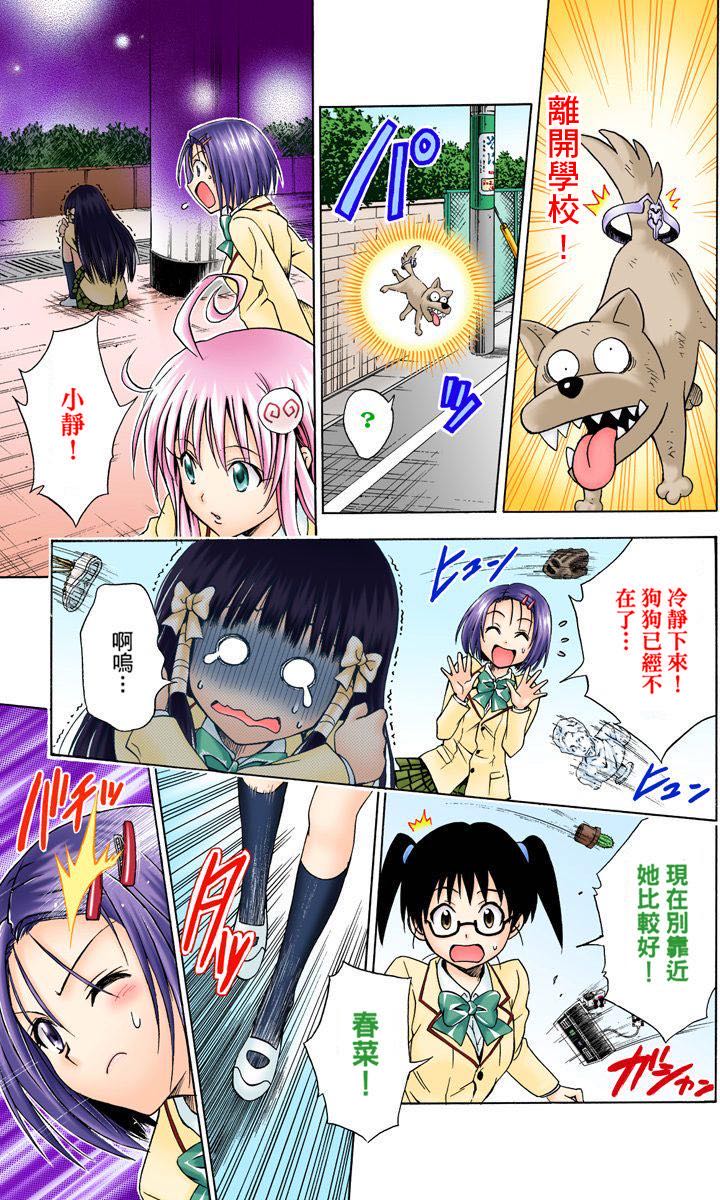 離開學校！
パ
ッ
？
小靜！
冷靜下來！
狗狗已經不
在了…
ヒュン
ヒュン
啊嗚…
現在別靠近
她比較好！
ガシャン
春菜！
タッ
バチッ